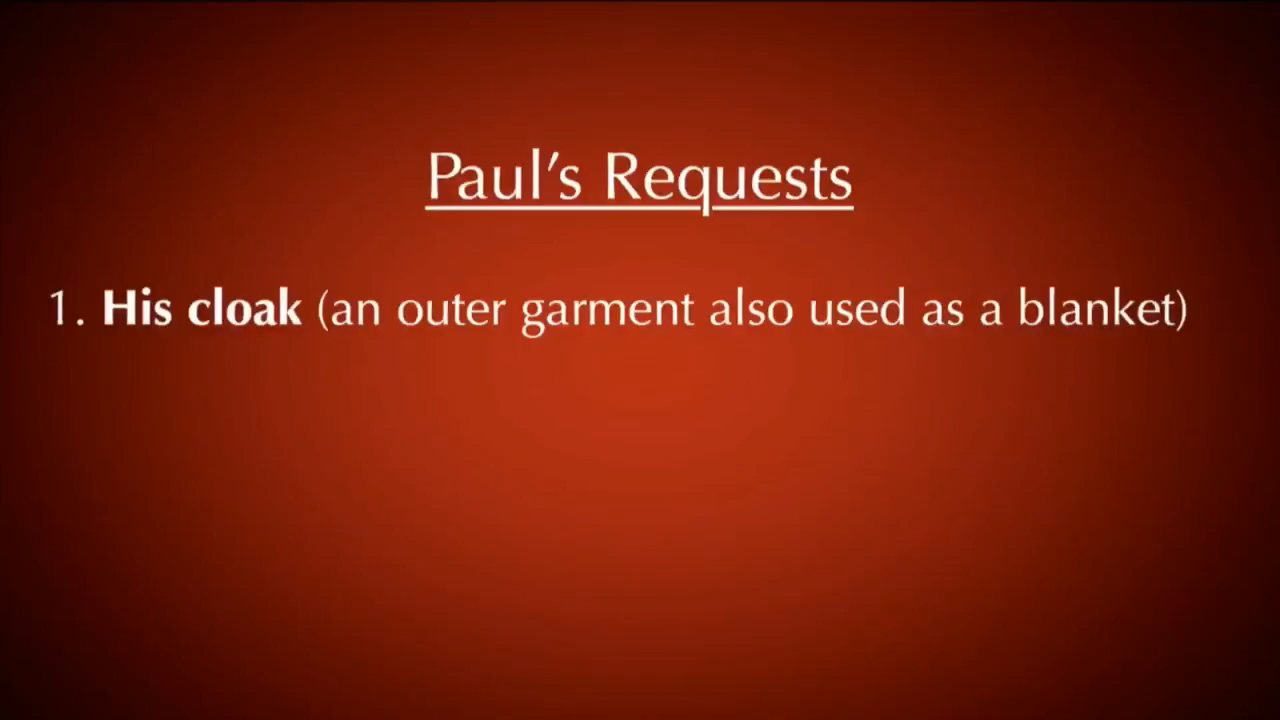 Paul’s Requests
1. His cloak (an outer garment also used as a blanket)